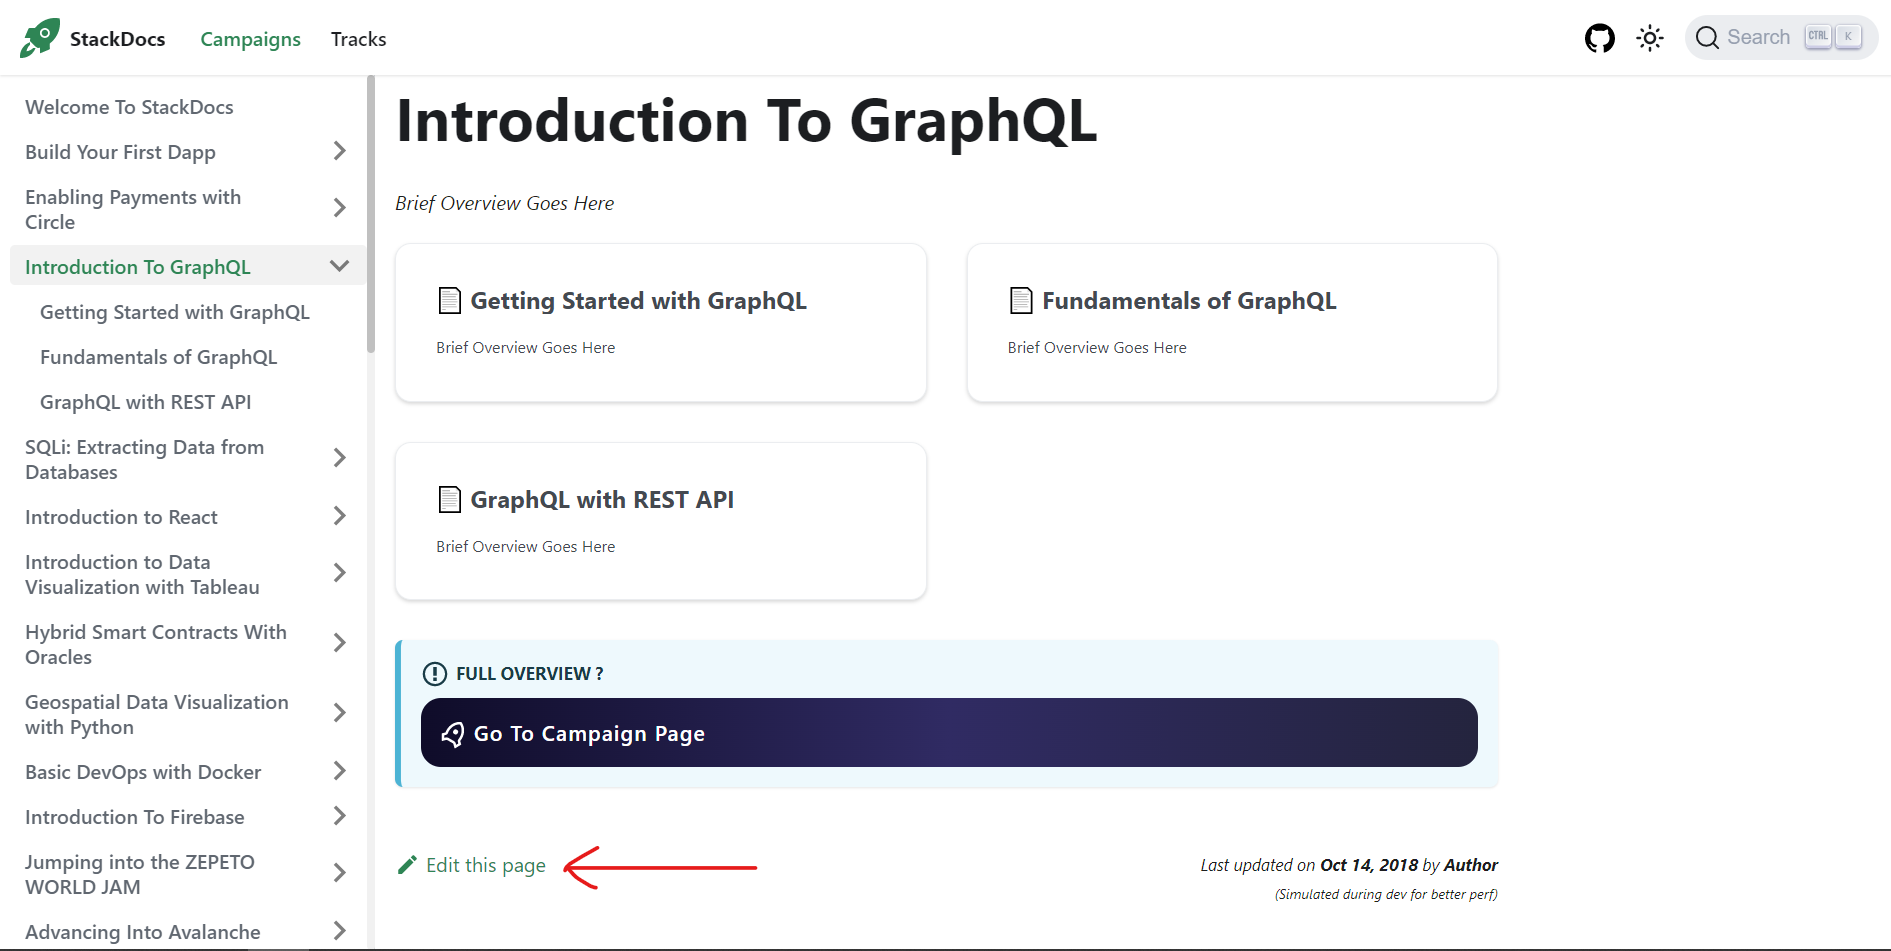 StackDocs
Campaigns
Tracks
Search
CTRL
K
Welcome To StackDocs
Build Your First Dapp
Enabling Payments with
Circle
Introduction To GraphQL
Getting Started with GraphQL
Fundamentals of GraphQL
GraphQL with REST API
SQLi: Extracting Data from
Databases
Introduction to React
Introduction to Data
Visualization with Tableau
Hybrid Smart Contracts With
Oracles
Geospatial Data Visualization
with Python
Basic DevOps with Docker
Introduction To Firebase
Jumping into the ZEPETO
WORLD JAM
Advancing Into Avalanche
Introduction To GraphQL
Brief Overview Goes Here
Getting Started with GraphQL
Brief Overview Goes Here
Fundamentals of GraphQL
Brief Overview Goes Here
GraphQL with REST API
Brief Overview Goes Here
FULL OVERVIEW ?
Go To Campaign Page
Edit this page
Last updated on Oct 14, 2018 by Author
(Simulated during dev for better perf)